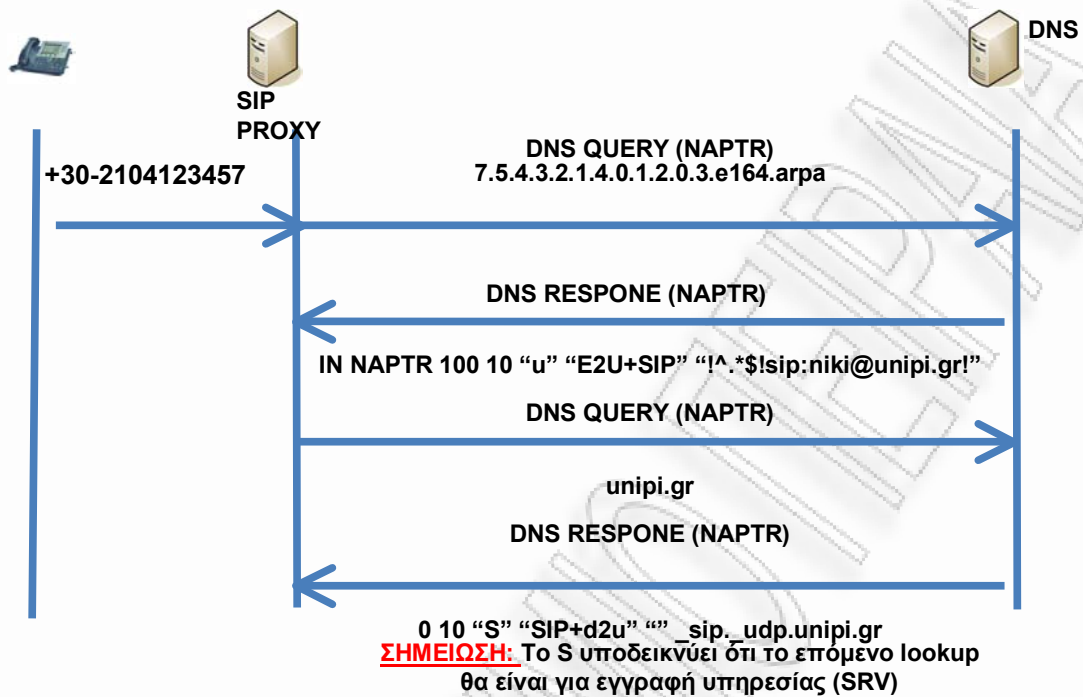 DNS
SIP
PROXY
+30-2104123457
DNS QUERY (NAPTR)
7.5.4.3.2.1.4.0.1.2.0.3.e164.arpa
DNS RESPONE (NAPTR)
IN NAPTR 100 10 “u” “E2U+SIP” “!^.*$!sip:niki@unipi.gr!”
DNS QUERY (NAPTR)
unipi.gr
DNS RESPONE (NAPTR)
0 10 “S” “SIP+d2u” “” _sip._udp.unipi.gr
ΣΗΜΕΙΩΣΗ: Το S υποδεικνύει ότι το επόμενο lookup
θα είναι για εγγραφή υπηρεσίας (SRV)